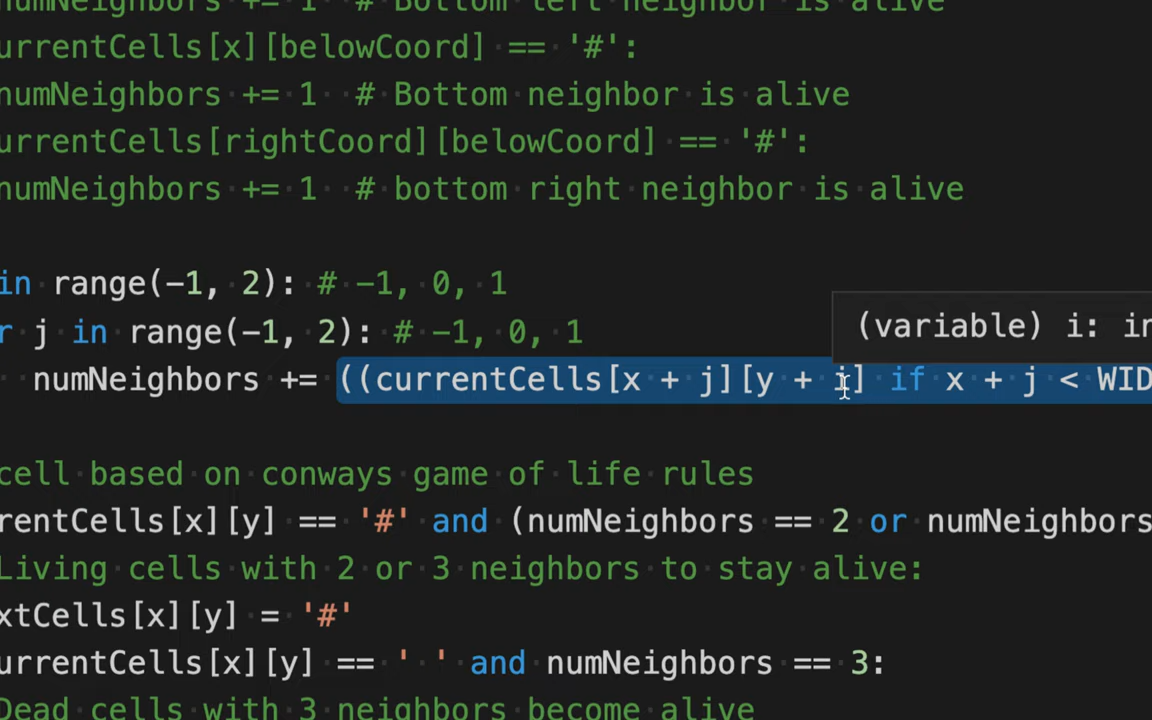 numNeighbors += 1 # Bottom left neighbor is alive
urrentCells[x][belowCoord] == '#':
numNeighbors += 1  # Bottom neighbor is alive
urrentCells[rightCoord][belowCoord] == '#':
numNeighbors += 1  # bottom right neighbor is alive
in range(-1, 2): # -1, 0, 1
r j in range(-1, 2): # -1, 0, 1
(variable) i: in
numNeighbors += ((currentCells[x + j][y + i] if x + j < WID
cell based on conways game of life rules
rentCells[x][y] == '#' and (numNeighbors == 2 or numNeighbors
Living cells with 2 or 3 neighbors to stay alive:
xtCells[x][y] = '#'
urrentCells[x][y] == ' ' and numNeighbors == 3:
Dead cells with 3 neighbors become alive